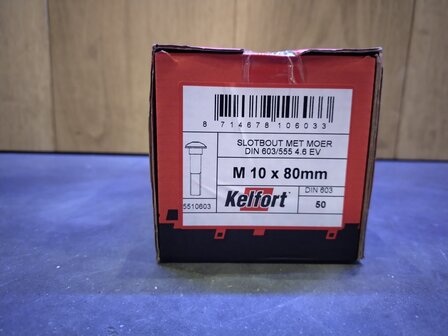 8 714678 106033
SLOTBOUT MET MOER
DIN 603/555 4.6 EV
M 10 x 80mm
5510603
Kelfort
DIN 603
50